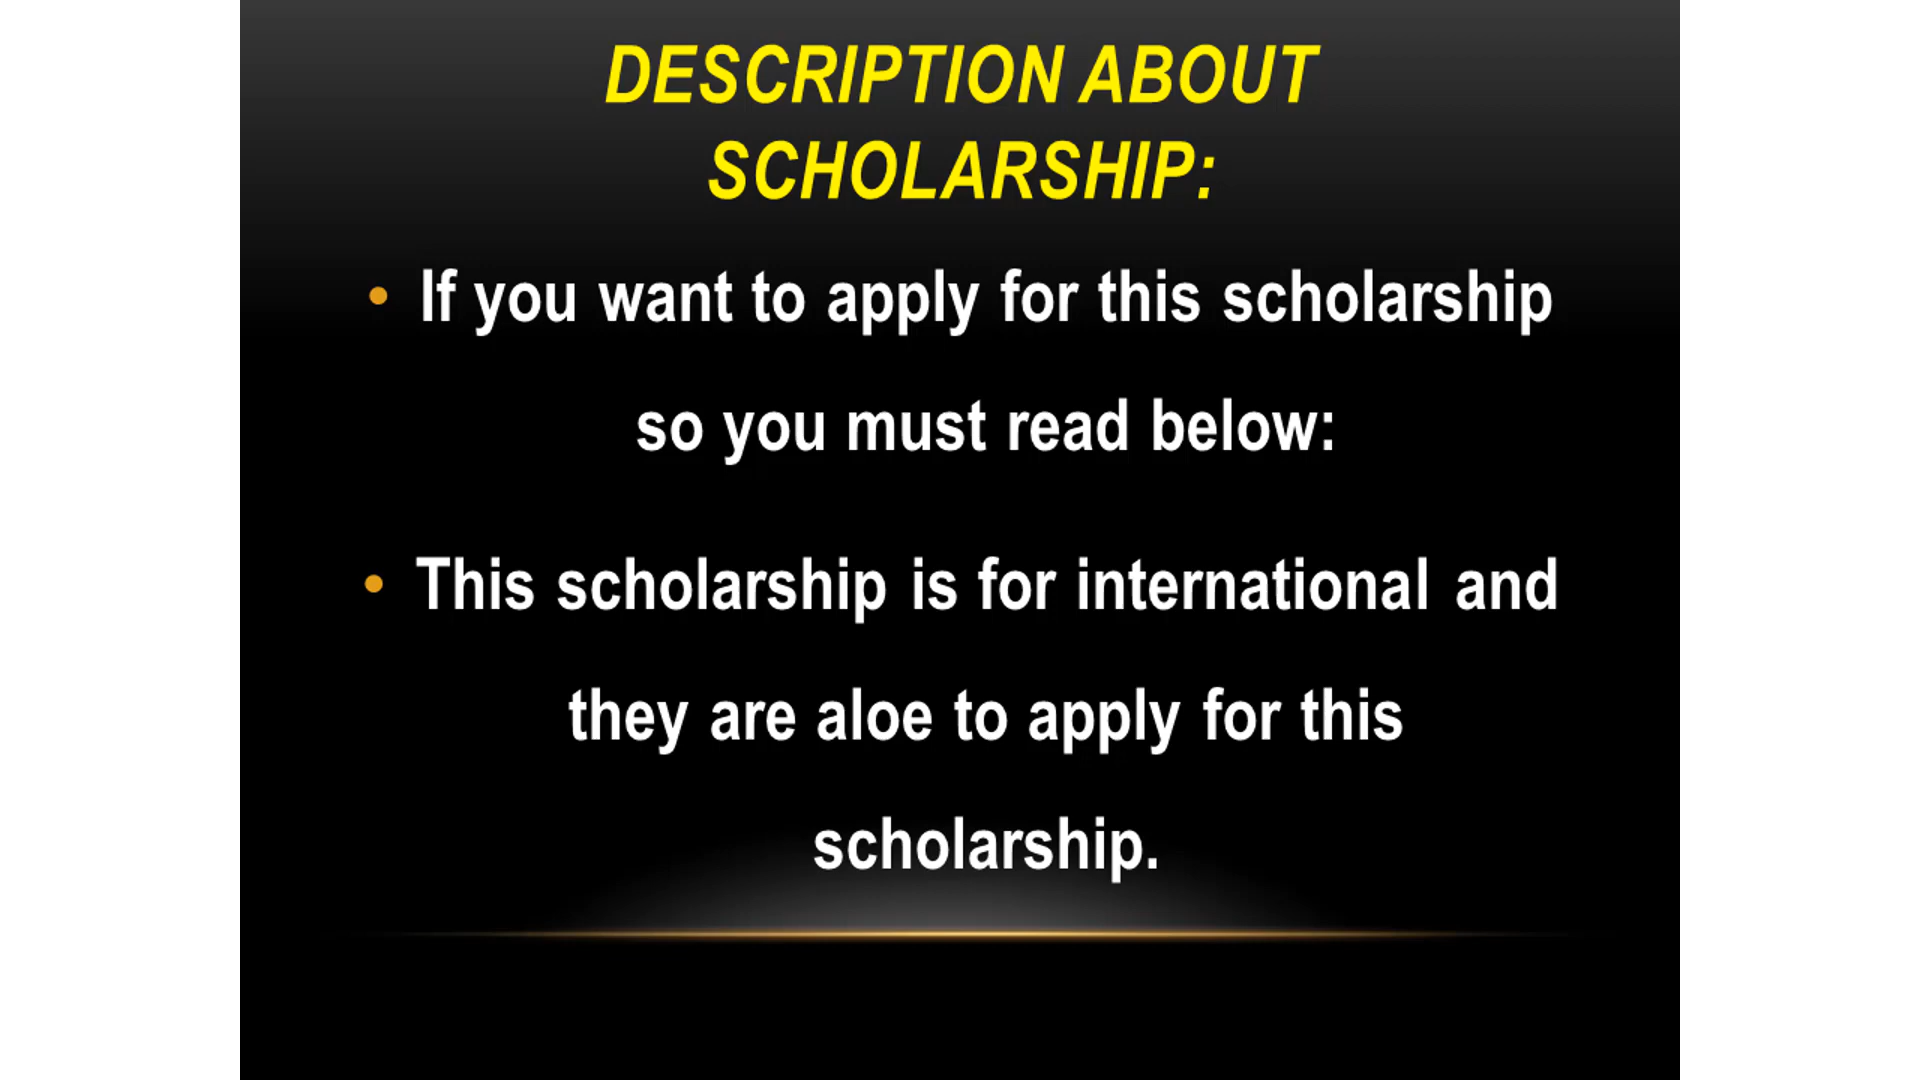 DESCRIPTION ABOUT
SCHOLARSHIP:
• If you want to apply for this scholarship
so you must read below:
• This scholarship is for international and
they are aloe to apply for this
scholarship.